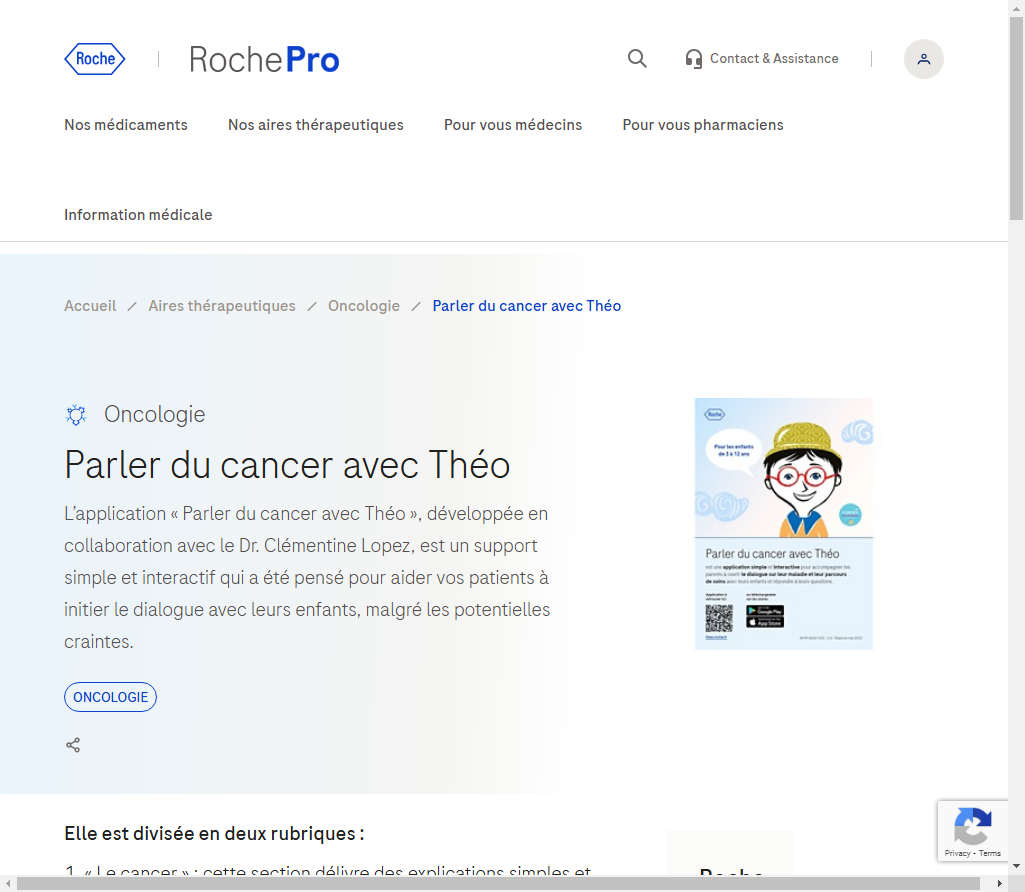 Roche
RochePro
Contact & Assistance
Nos médicaments
Nos aires thérapeutiques
Pour vous médecins
Pour vous pharmaciens
Information médicale
Accueil / Aires thérapeutiques / Oncologie / Parler du cancer avec Théo
Oncologie
Parler du cancer avec Théo
L'application « Parler du cancer avec Théo », développée en
collaboration avec le Dr. Clémentine Lopez, est un support
simple et interactif qui a été pensé pour aider vos patients à
initier le dialogue avec leurs enfants, malgré les potentielles
craintes.
ONCOLOGIE
Roche
Pour les enfants
de 3 à 12 ans
Parler du cancer avec Théo
est une application simple et interactive pour accompagner les
parents à ouvrir le dialogue sur leur maladie et leur parcours
de soins avec leurs enfants et répondre à leurs questions.
Google Play
App Store
Elle est divisée en deux rubriques :
1. « Le cancer » : cette section délivre des explications simples et
Roche
Privacy - Terms